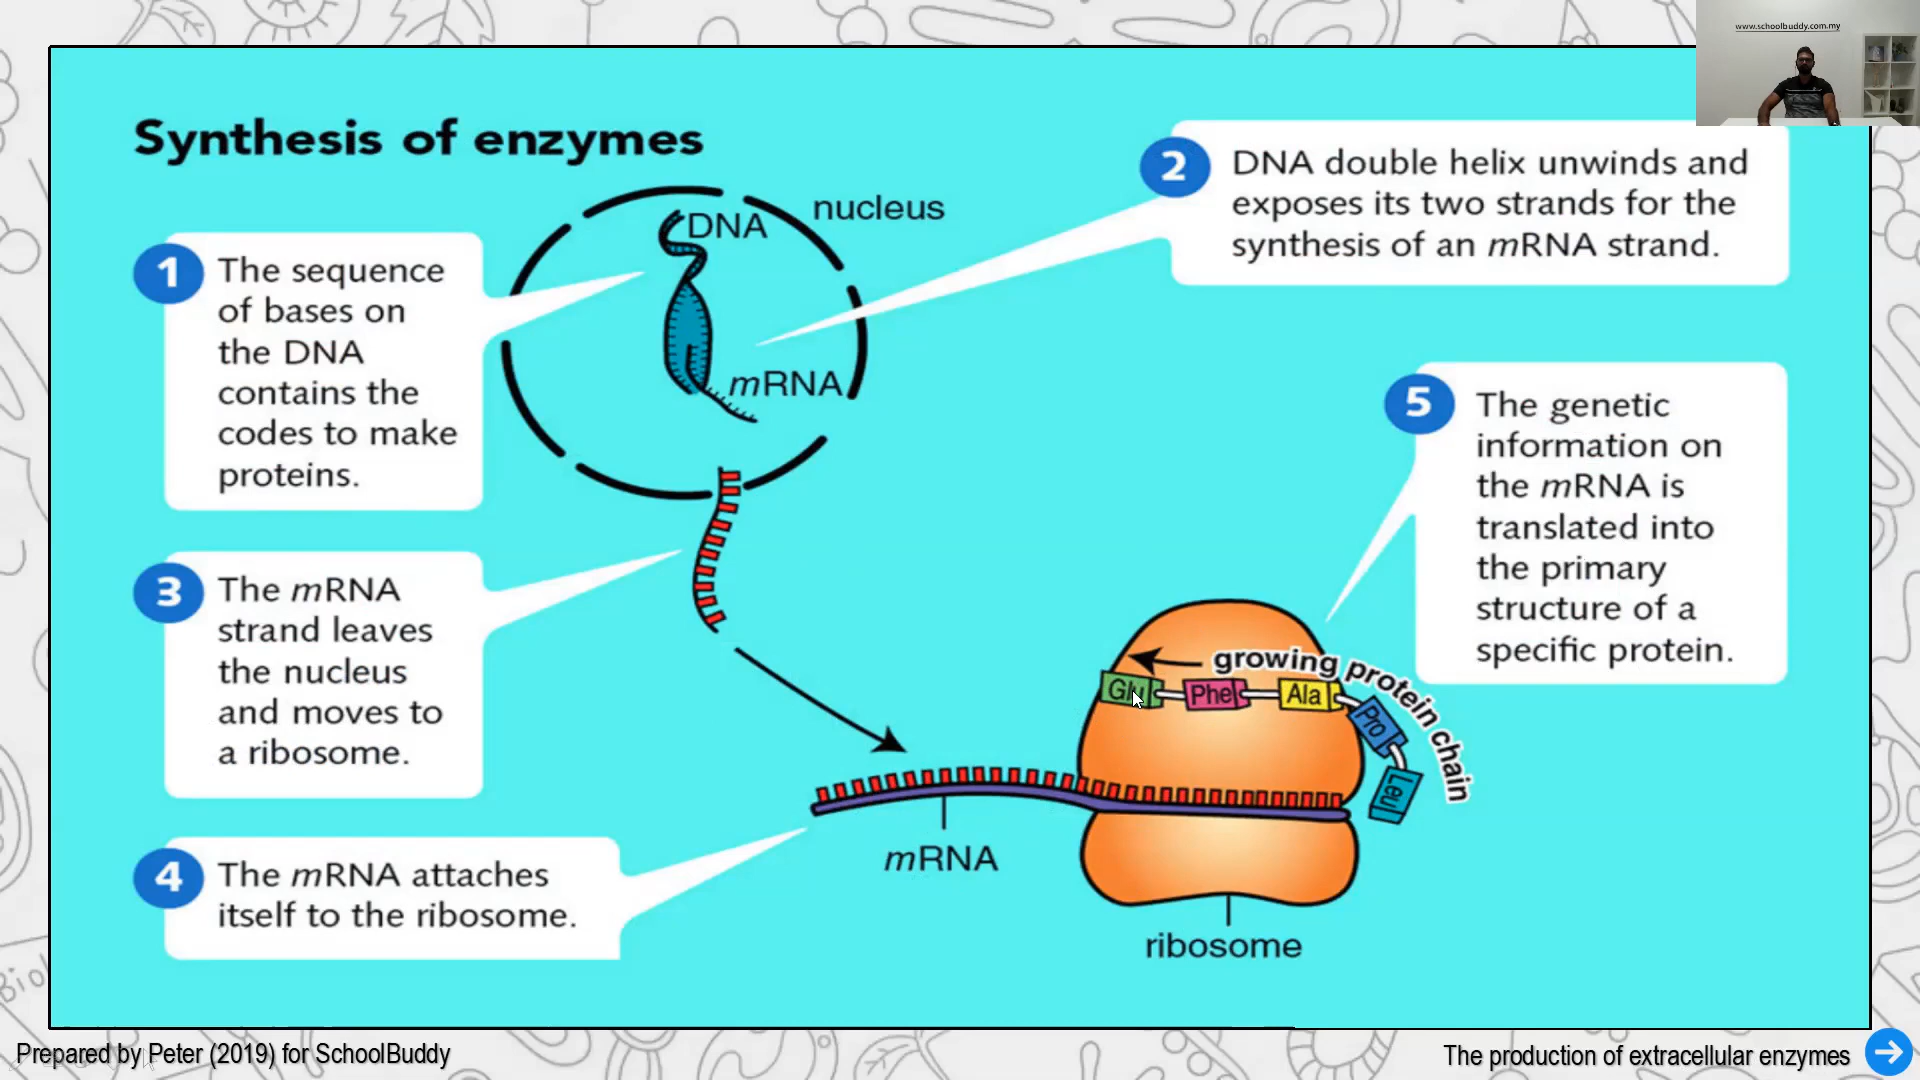 www.schoolbuddy.com.my
Synthesis of enzymes
DNA
nucleus
mRNA
1
The sequence
of bases on
the DNA
contains the
codes to make
proteins.
2
DNA double helix unwinds and
exposes its two strands for the
synthesis of an mRNA strand.
3
The mRNA
strand leaves
the nucleus
and moves to
a ribosome.
4
The mRNA attaches
itself to the ribosome.
5
The genetic
information on
the mRNA is
translated into
the primary
structure of a
specific protein.
growing protein chain
Phe
Ala
Pro
Leu
mRNA
ribosome
Prepared by Peter (2019) for SchoolBuddy
The production of extracellular enzymes